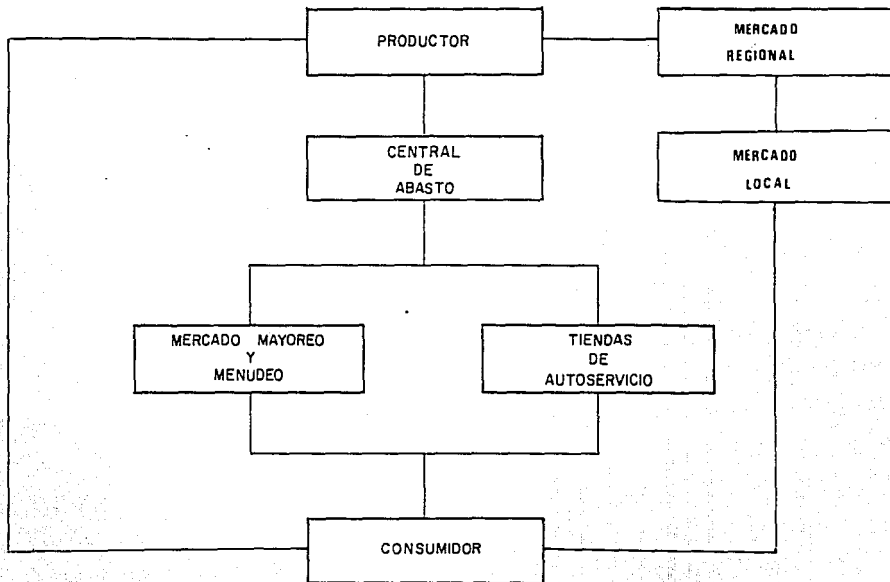 PRODUCTOR
MERCADO
REGIONAL
CENTRAL
DE
ABASTO
MERCADO
LOCAL
MERCADO MAYOREO
Y
MENUDEO
TIENDAS
DE
AUTOSERVICIO
CONSUMIDOR